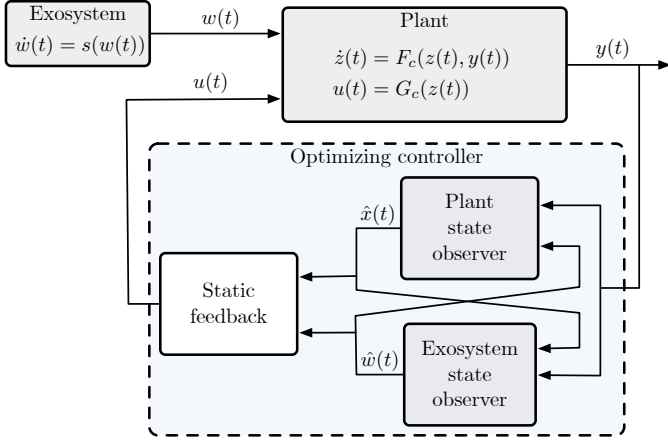 Exosystem
ẇ(t) = s(w(t))
w(t)
Plant
ż(t) = F_c(z(t), y(t))
u(t) = G_c(z(t))
y(t)
u(t)
Optimizing controller
Plant
state
observer
x̂(t)
Static
feedback
Exosystem
state
observer
ŵ(t)